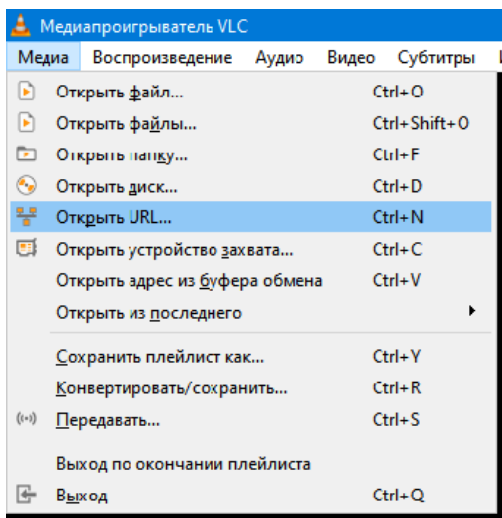 Медиапроигрыватель VLC
Медиа Воспроизведение Аудио Видео Субтитры
Открыть файл... Ctrl+O
Открыть файлы... Ctrl+Shift+O
Открыть папку... Ctrl+F
Открыть диск... Ctrl+D
Открыть URL... Ctrl+N
Открыть устройство захвата... Ctrl+C
Открыть адрес из буфера обмена Ctrl+V
Открыть из последнего
Сохранить плейлист как... Ctrl+Y
Конвертировать/сохранить... Ctrl+R
Передавать... Ctrl+S
Выход по окончании плейлиста
Выход Ctrl+Q